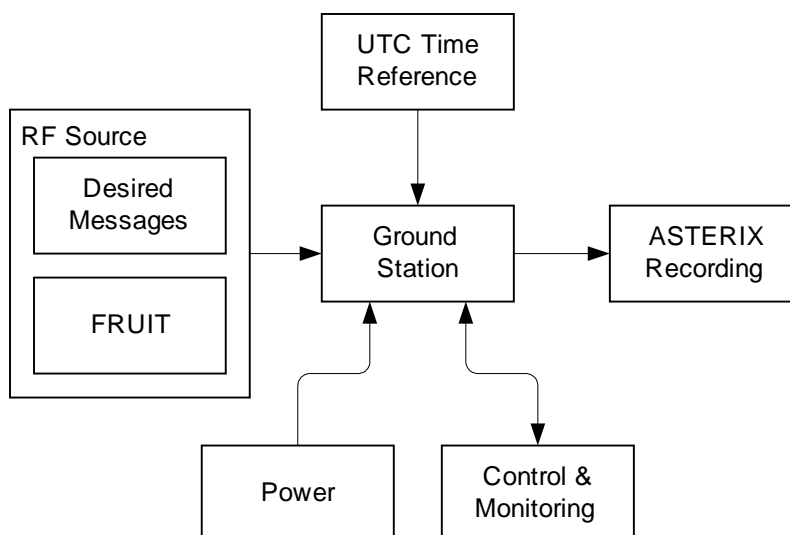 UTC Time
Reference
RF Source
Desired
Messages
FRUIT
Ground
Station
ASTERIX
Recording
Power
Control &
Monitoring